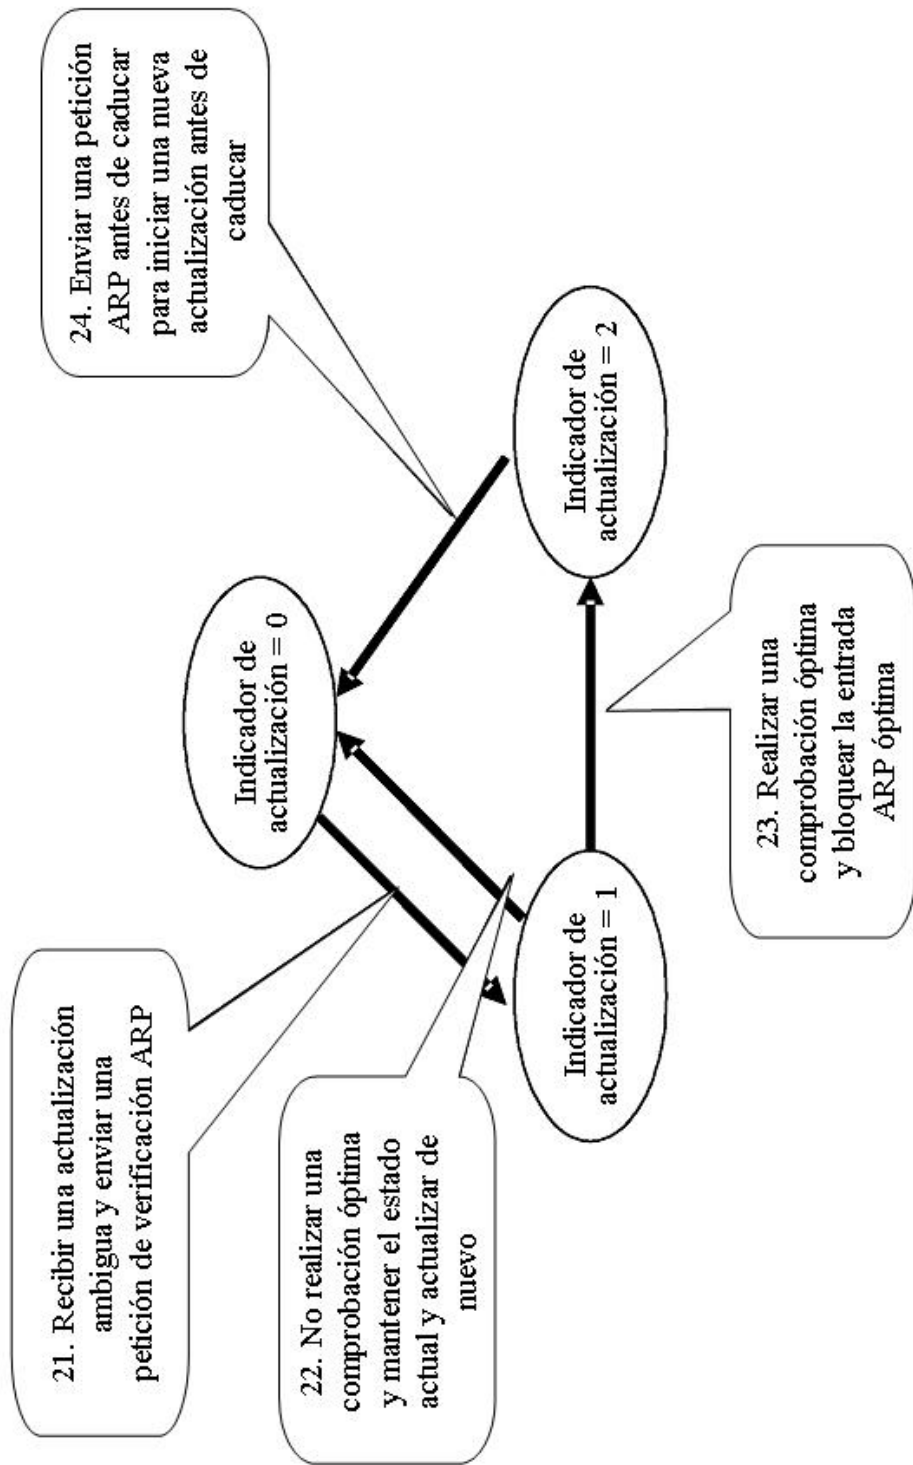 21. Recibir una actualización
ambigua y enviar una
petición de verificación ARP
22. No realizar una
comprobación óptima
y mantener el estado
actual y actualizar de
nuevo
Indicador de
actualización = 0
24. Enviar una petición
ARP antes de caducar
para iniciar una nueva
actualización antes de
caducar
Indicador de
actualización = 1
Indicador de
actualización = 2
23. Realizar una
comprobación óptima
y bloquear la entrada
ARP óptima